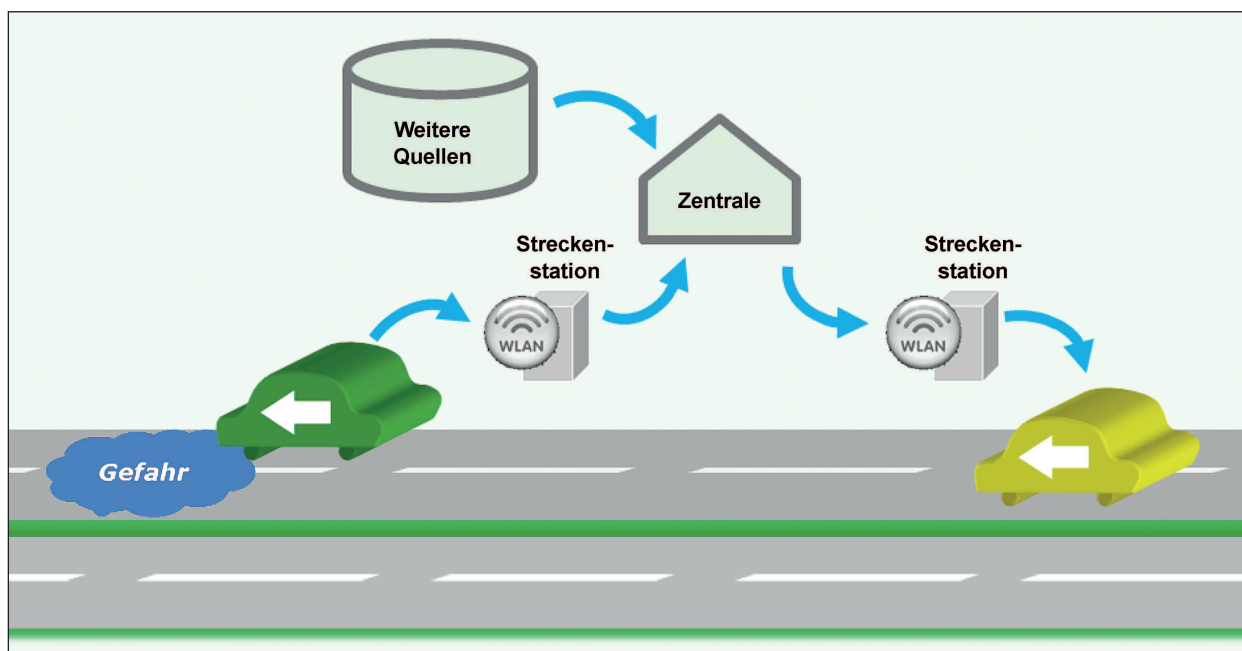 Weitere
Quellen
Zentrale
Strecken-
station
WLAN
Strecken-
station
WLAN
Gefahr